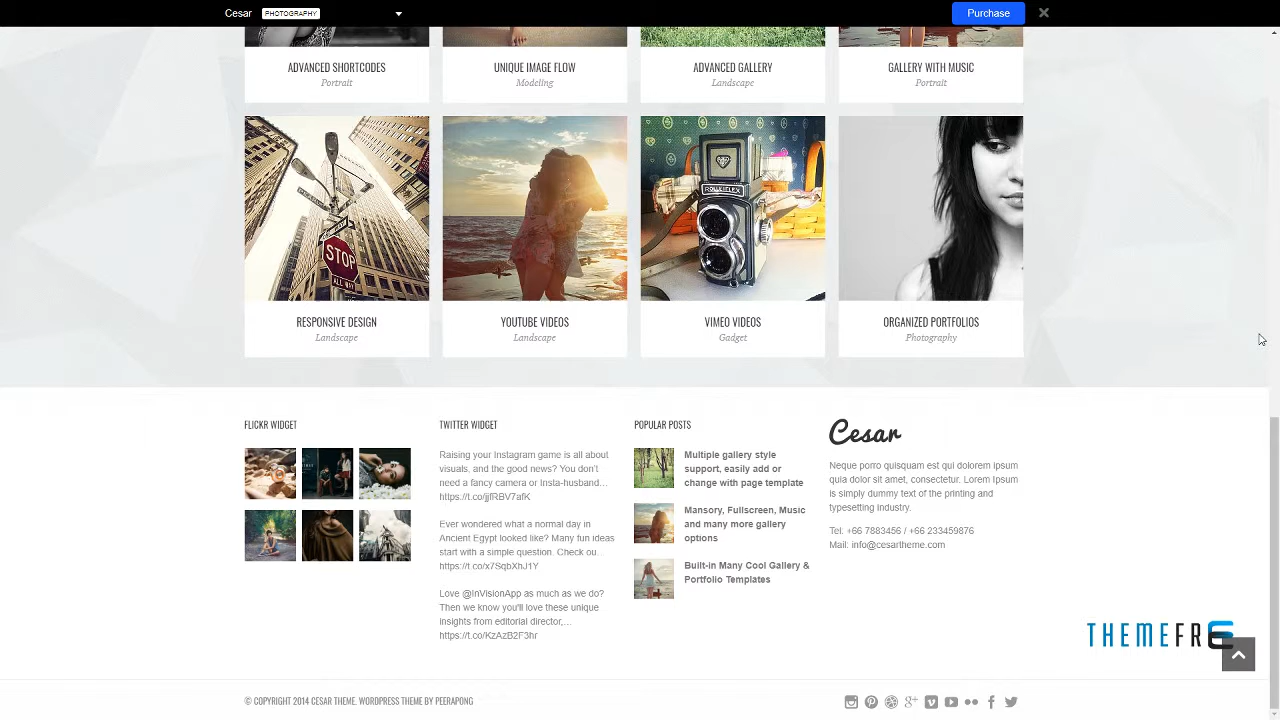 Cesar PHOTOGRAPHY Purchase
ADVANCED SHORTCODES
Portrait
UNIQUE IMAGE FLOW
Modeling
ADVANCED GALLERY
Landscape
GALLERY WITH MUSIC
Portrait
STOP
ALL WAY
ROLLEIFLEX
RESPONSIVE DESIGN
Landscape
YOUTUBE VIDEOS
Landscape
VIMEO VIDEOS
Gadget
ORGANIZED PORTFOLIOS
Photography
FLICKR WIDGET
TWITTER WIDGET
Raising your Instagram game is all about
visuals, and the good news? You don't
need a fancy camera or Insta-husband...
https://t.co/jjfRBV7afK
Ever wondered what a normal day in
Ancient Egypt looked like? Many fun ideas
start with a simple question. Check ou...
https://t.co/x7SqbXhJ1Y
Love @InVisionApp as much as we do?
Then we know you'll love these unique
insights from editorial director,...
https://t.co/KzAzB2F3hr
POPULAR POSTS
Multiple gallery style
support, easily add or
change with page template
Mansory, Fullscreen, Music
and many more gallery
options
Built-in Many Cool Gallery &
Portfolio Templates
Cesar
Neque porro quisquam est qui dolorem ipsum
quia dolor sit amet, consectetur. Lorem Ipsum
is simply dummy text of the printing and
typesetting industry.
Tel. +66 7883456 / +66 233459876
Mail: info@cesartheme.com
THEMEFRE
© COPYRIGHT 2014 CESAR THEME. WORDPRESS THEME BY PEERAPONG